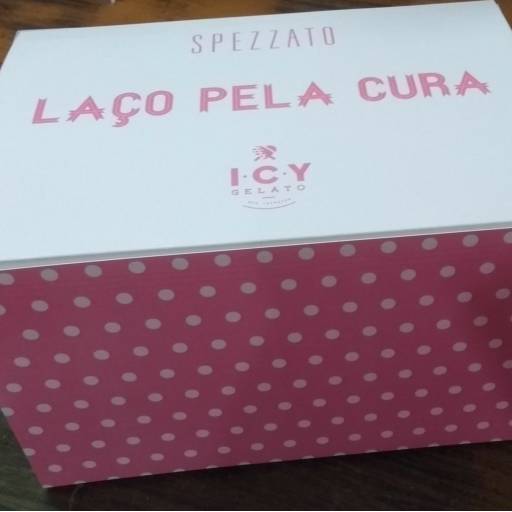 SPEZZATO
LAÇO PELA CURA
I·C·Y
GELATO